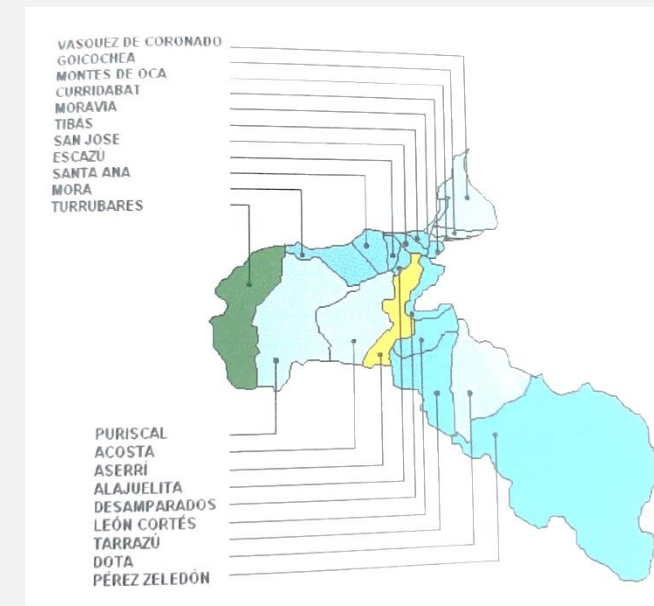 VASQUEZ DE CORONADO
GOICOCHEA
MONTES DE OCA
CURRIDABAT
MORAVIA
TIBÁS
SAN JOSE
ESCAZÚ
SANTA ANA
MORA
TURRUBARES
PURISCAL
ACOSTA
ASERRÍ
ALAJUELITA
DESAMPARADOS
LEÓN CORTÉS
TARRAZÚ
DOTA
PÉREZ ZELEDÓN